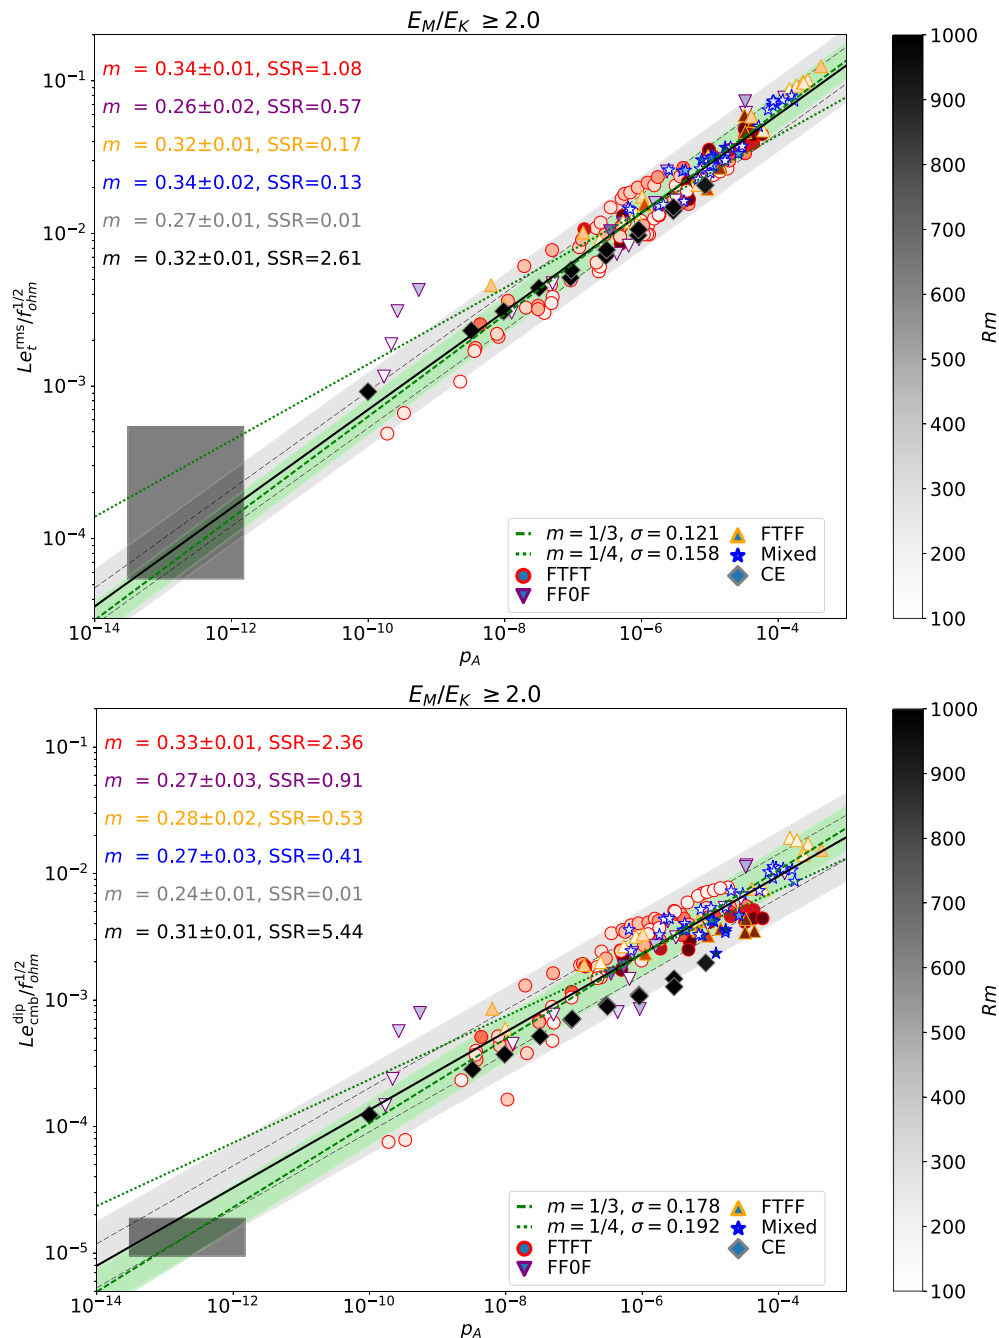 E_M/E_K ≥ 2.0
10^{-1}
10^{-2}
10^{-3}
10^{-4}
Le_t^{rms}/f_{ohm}^{1/2}
m = 0.34±0.01, SSR=1.08
m = 0.26±0.02, SSR=0.57
m = 0.32±0.01, SSR=0.17
m = 0.34±0.02, SSR=0.13
m = 0.27±0.01, SSR=0.01
m = 0.32±0.01, SSR=2.61
m = 1/3, σ = 0.121
m = 1/4, σ = 0.158
FTFT
FF0F
FTFF
Mixed
CE
10^{-14} 10^{-12} 10^{-10} 10^{-8} 10^{-6} 10^{-4}
p_A
1000
900
800
700
600
500
400
300
200
100
Rm
E_M/E_K ≥ 2.0
10^{-1}
10^{-2}
10^{-3}
10^{-4}
10^{-5}
Le_{cmb}^{dip}/f_{ohm}^{1/2}
m = 0.33±0.01, SSR=2.36
m = 0.27±0.03, SSR=0.91
m = 0.28±0.02, SSR=0.53
m = 0.27±0.03, SSR=0.41
m = 0.24±0.01, SSR=0.01
m = 0.31±0.01, SSR=5.44
m = 1/3, σ = 0.178
m = 1/4, σ = 0.192
FTFT
FF0F
FTFF
Mixed
CE
10^{-14} 10^{-12} 10^{-10} 10^{-8} 10^{-6} 10^{-4}
p_A
1000
900
800
700
600
500
400
300
200
100
Rm